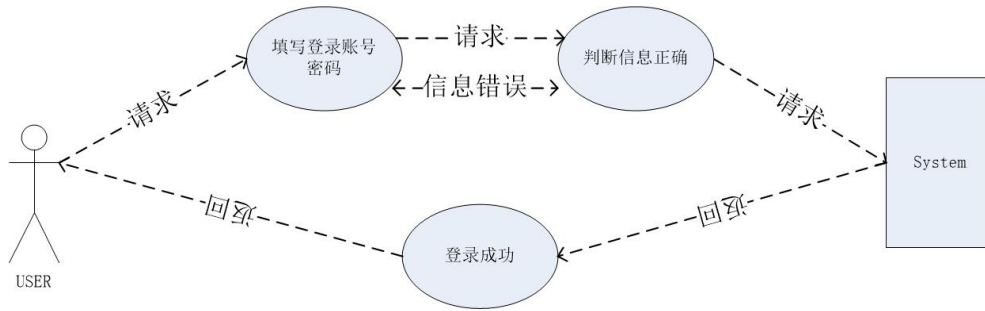 填写登录账号
密码
请求
判断信息正确
信息错误
请求
请求
System
返回
返回
登录成功
USER